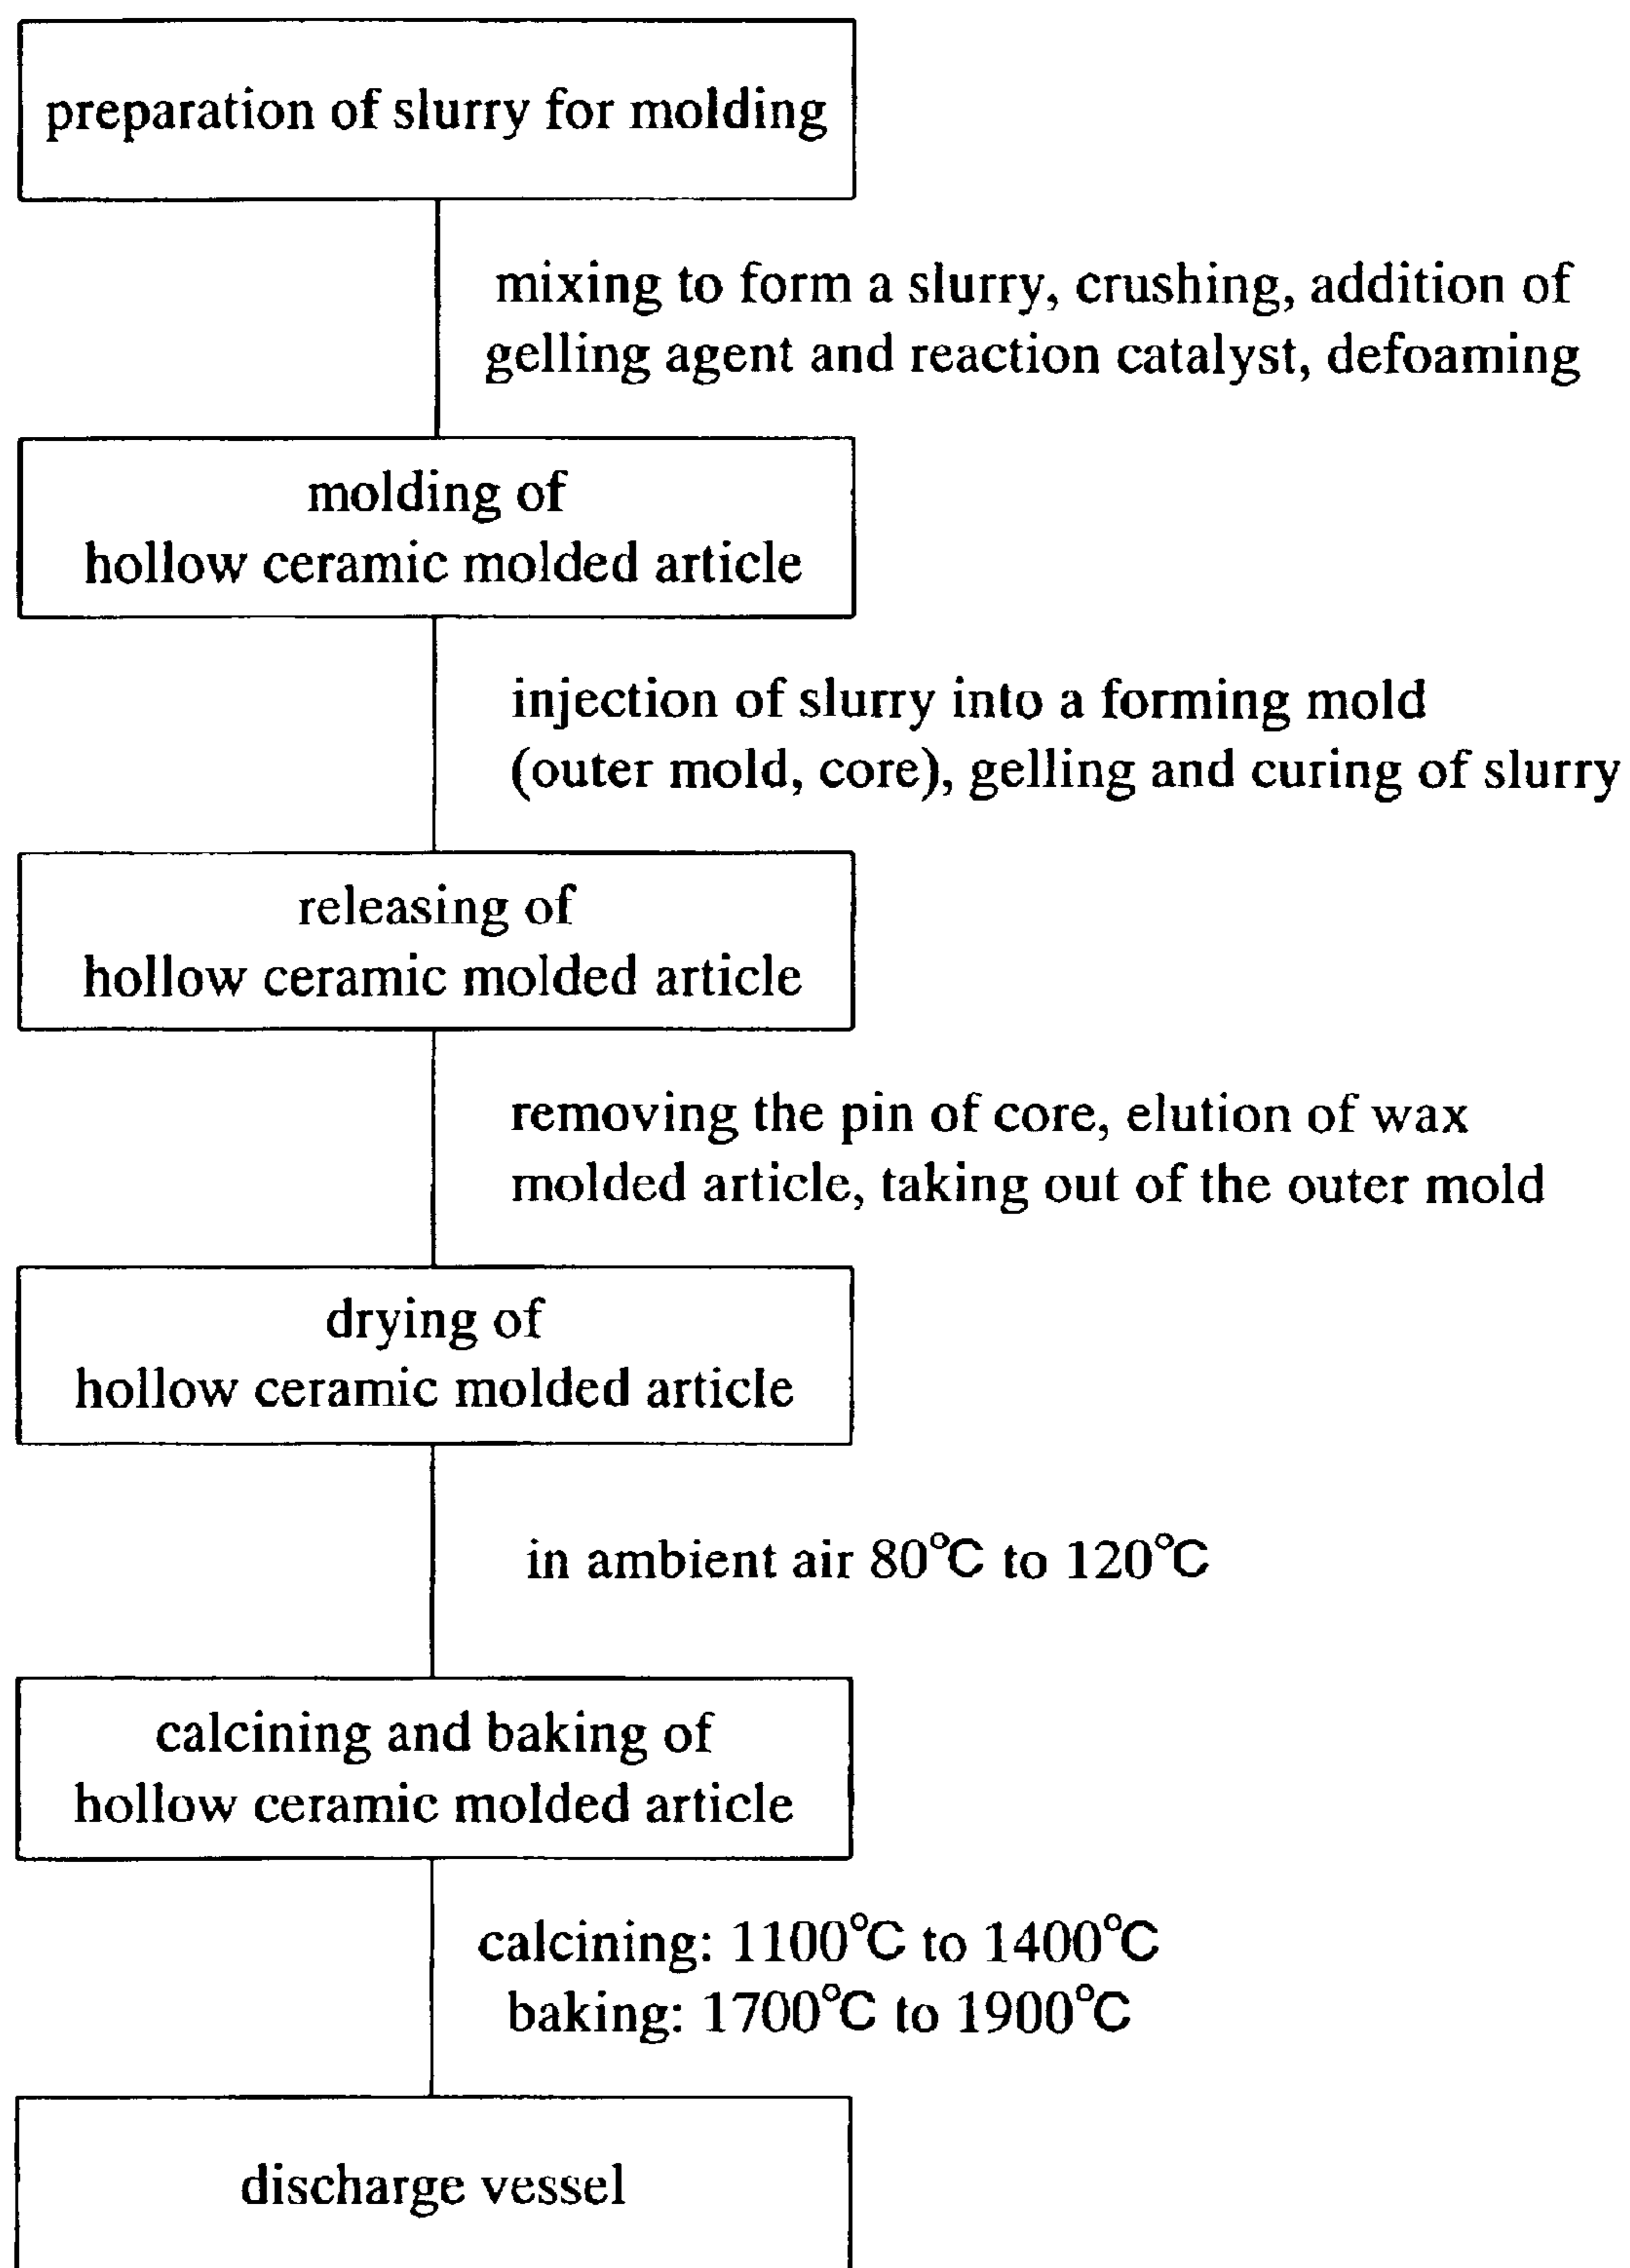 preparation of slurry for molding
mixing to form a slurry, crushing, addition of
gelling agent and reaction catalyst, defoaming
molding of
hollow ceramic molded article
injection of slurry into a forming mold
(outer mold, core), gelling and curing of slurry
releasing of
hollow ceramic molded article
removing the pin of core, elution of wax
molded article, taking out of the outer mold
drying of
hollow ceramic molded article
in ambient air 80℃ to 120℃
calcining and baking of
hollow ceramic molded article
calcining: 1100℃ to 1400℃
baking: 1700℃ to 1900℃
discharge vessel